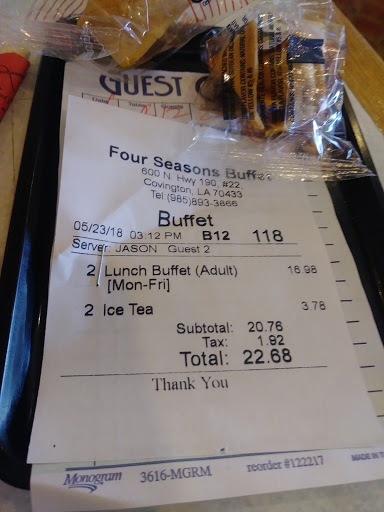 GUEST
Four Seasons Buffet
600 N. Hwy 190, #22,
Covington, LA 70433
Tel:(985)893-3866
Buffet
05/23/18 03:12 PM B12 118
Server: JASON Guest 2
2 Lunch Buffet (Adult) 16.98
[Mon-Fri]
2 Ice Tea 3.78
Subtotal: 20.76
Tax: 1.92
Total: 22.68
Thank You
Monogram 3616-MGRM reorder #122217 MADE IN